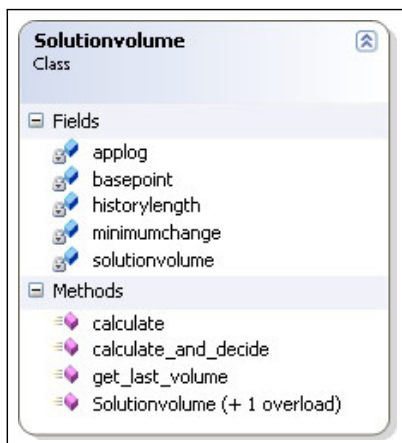 Solutionvolume
Class
Fields
applog
basepoint
historylength
minimumchange
solutionvolume
Methods
calculate
calculate_and_decide
get_last_volume
Solutionvolume (+ 1 overload)